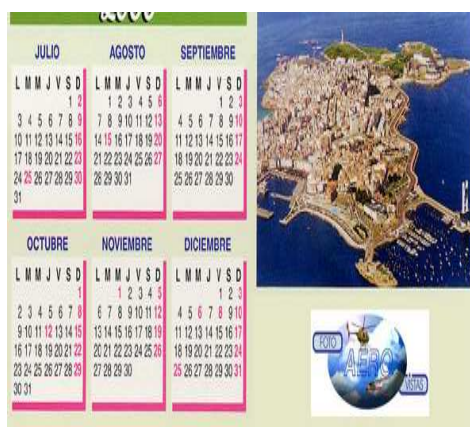 JULIO
L M M J V S D
1 2
3 4 5 6 7 8 9
10 11 12 13 14 15 16
17 18 19 20 21 22 23
24 25 26 27 28 29 30
31
AGOSTO
L M M J V S D
1 2 3 4 5 6
7 8 9 10 11 12 13
14 15 16 17 18 19 20
21 22 23 24 25 26 27
28 29 30 31
SEPTIEMBRE
L M M J V S D
1 2 3
4 5 6 7 8 9 10
11 12 13 14 15 16 17
18 19 20 21 22 23 24
25 26 27 28 29 30
OCTUBRE
L M M J V S D
1
2 3 4 5 6 7 8
9 10 11 12 13 14 15
16 17 18 19 20 21 22
23 24 25 26 27 28 29
30 31
NOVIEMBRE
L M M J V S D
1 2 3 4 5
6 7 8 9 10 11 12
13 14 15 16 17 18 19
20 21 22 23 24 25 26
27 28 29 30
DICIEMBRE
L M M J V S D
1 2 3
4 5 6 7 8 9 10
11 12 13 14 15 16 17
18 19 20 21 22 23 24
25 26 27 28 29 30 31
FOTO
AERO
VISTAS